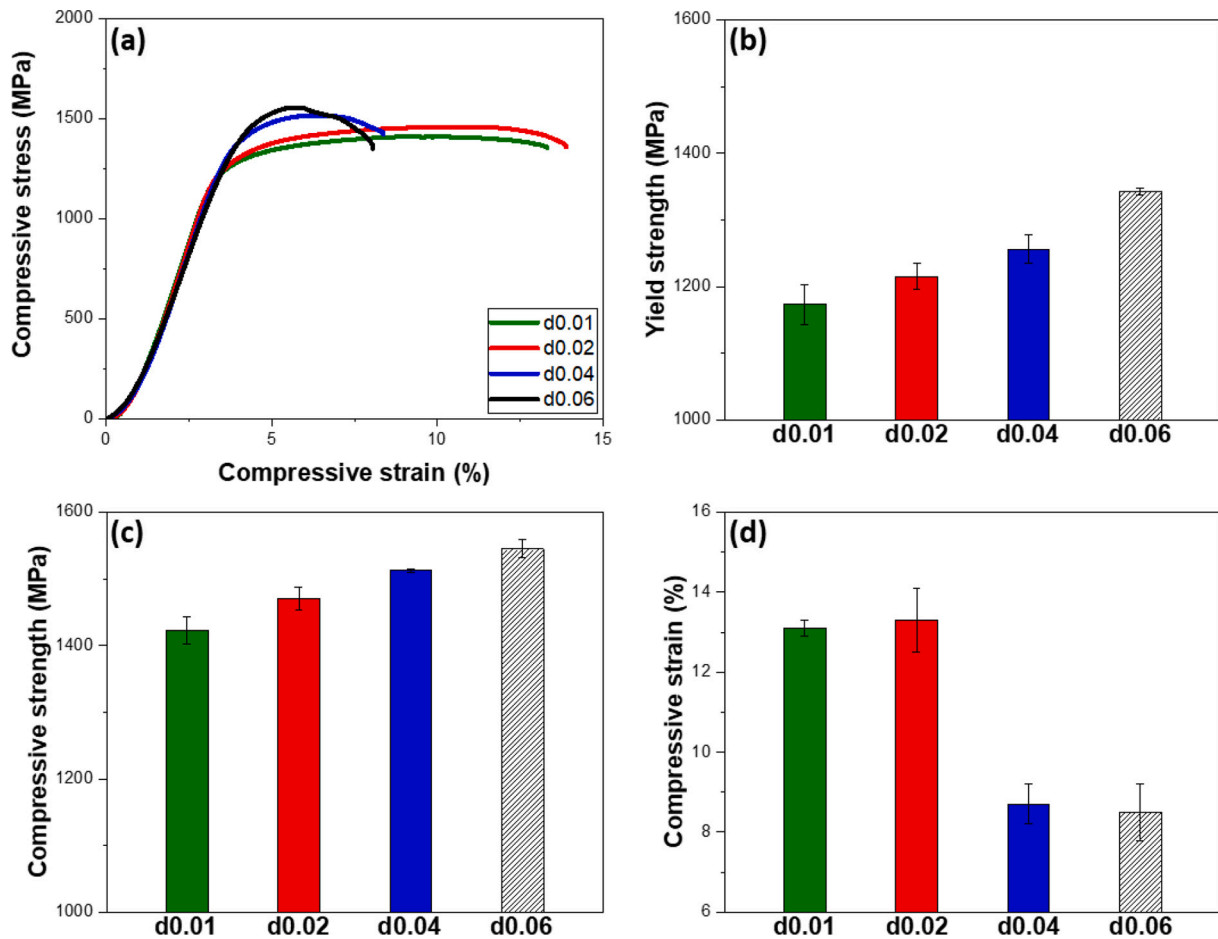 (a)
2000
1500
1000
500
0
Compressive stress (MPa)
d0.01
d0.02
d0.04
d0.06
0 5 10 15
Compressive strain (%)
(b)
1600
1400
1200
1000
Yield strength (MPa)
d0.01 d0.02 d0.04 d0.06
(c)
1600
1400
1200
1000
Compressive strength (MPa)
d0.01 d0.02 d0.04 d0.06
(d)
16
14
12
10
8
6
Compressive strain (%)
d0.01 d0.02 d0.04 d0.06